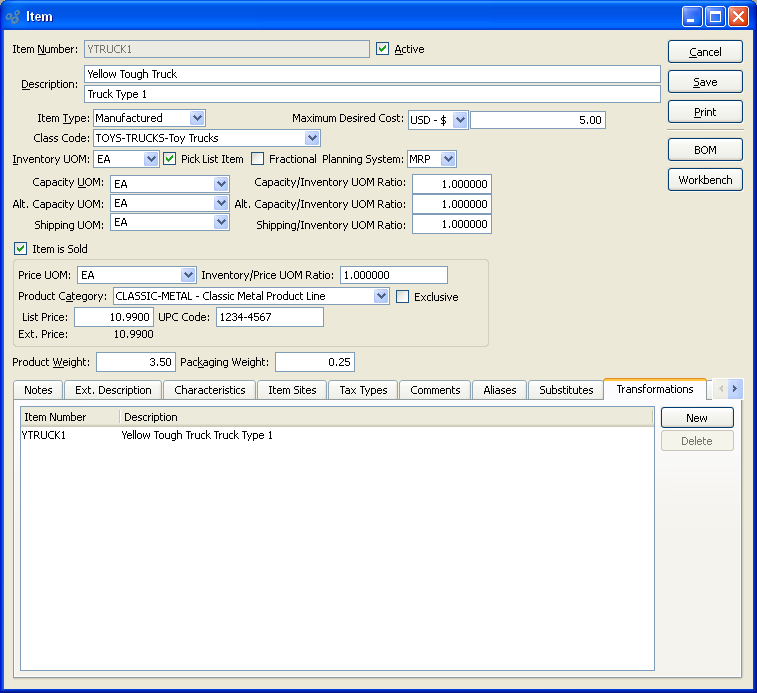 Item
Item Number: YTRUCK1 Active
Cancel
Description: Yellow Tough Truck
Truck Type 1
Save
Print
Item Type: Manufactured Maximum Desired Cost: USD - $ 5.00
Class Code: TOYS-TRUCKS-Toy Trucks
BOM
Inventory UOM: EA Pick List Item Fractional Planning System: MRP
Workbench
Capacity UOM: EA Capacity/Inventory UOM Ratio: 1.000000
Alt. Capacity UOM: EA Alt. Capacity/Inventory UOM Ratio: 1.000000
Shipping UOM: EA Shipping/Inventory UOM Ratio: 1.000000
Item is Sold
Price UOM: EA Inventory/Price UOM Ratio: 1.000000
Product Category: CLASSIC-METAL - Classic Metal Product Line Exclusive
List Price: 10.9900 UPC Code: 1234-4567
Ext. Price: 10.9900
Product Weight: 3.50 Packaging Weight: 0.25
Notes Ext. Description Characteristics Item Sites Tax Types Comments Aliases Substitutes Transformations
Item Number Description
New
YTRUCK1 Yellow Tough Truck Truck Type 1
Delete